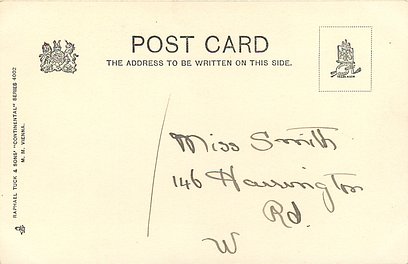 POST CARD
THE ADDRESS TO BE WRITTEN ON THIS SIDE.
RAPHAEL TUCK & SONS' "CONTINENTAL" SERIES 4002
M. M. VIENNA.
Miss Smith
146 Harrington
Rd.
W